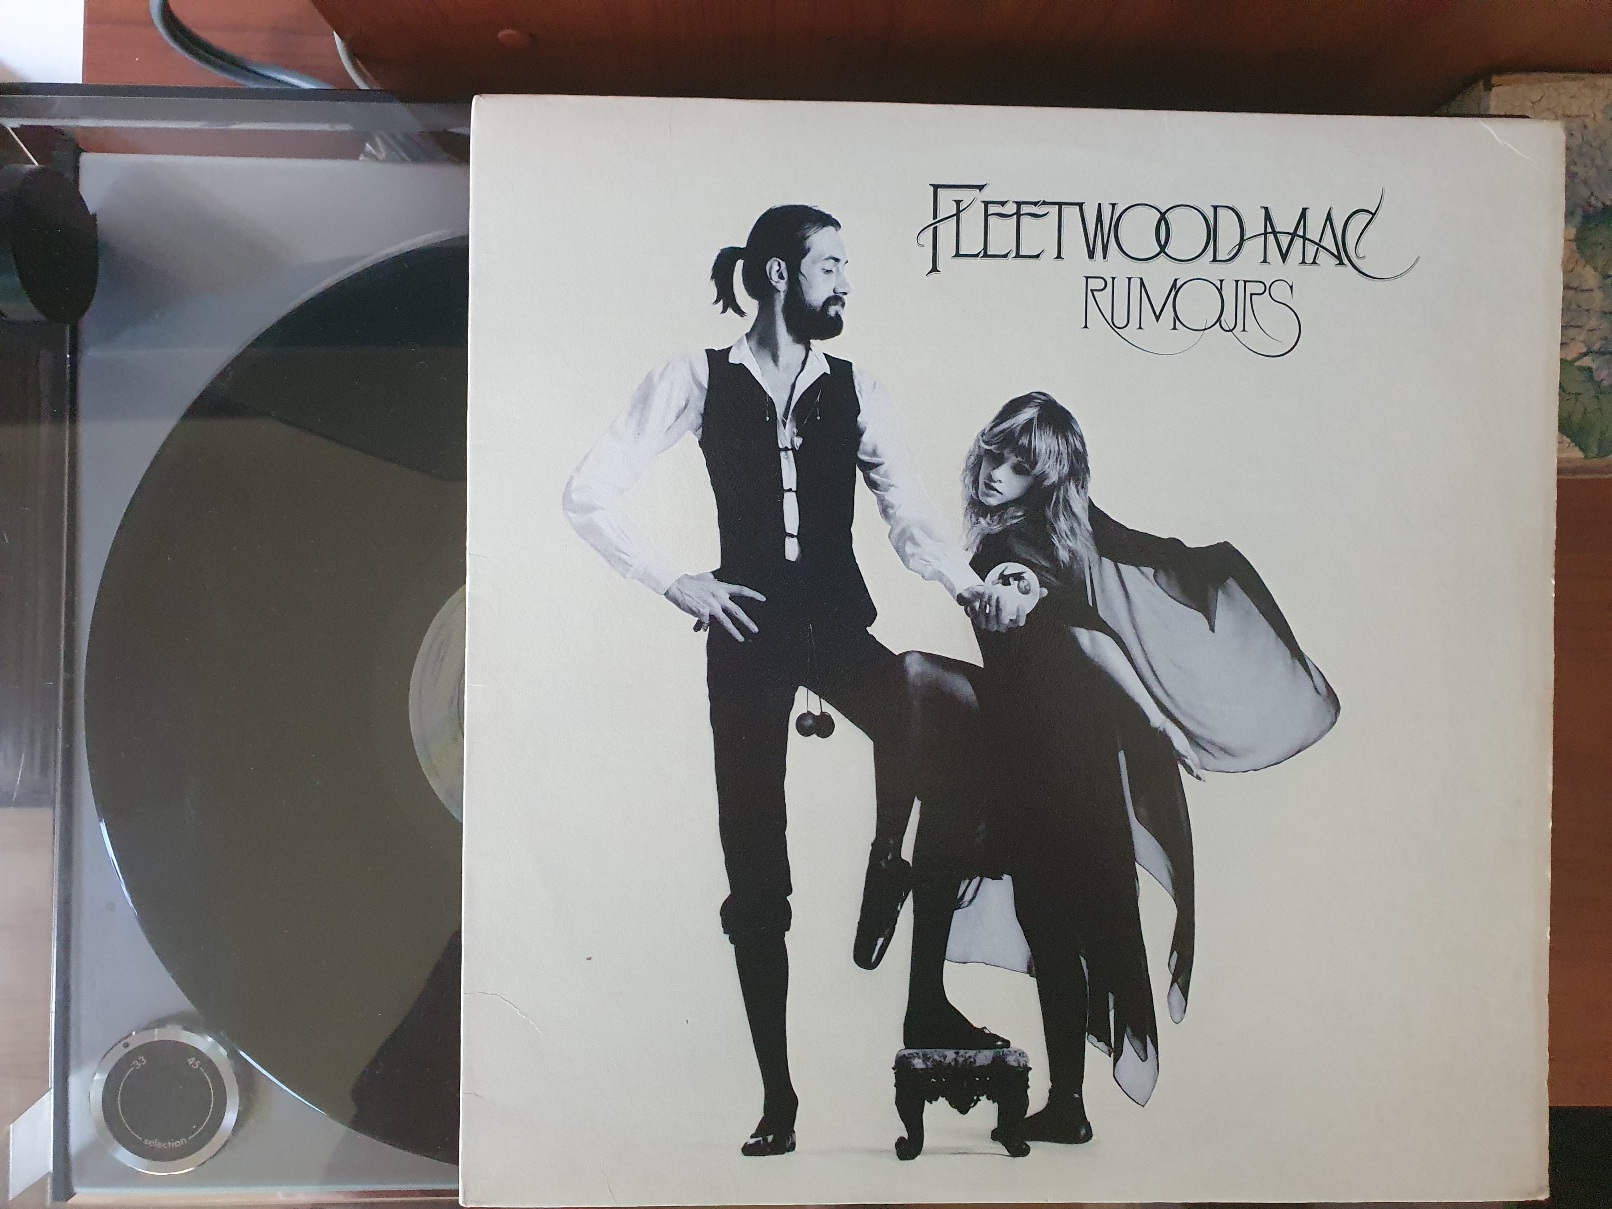 FLEETWOOD MAC
RUMOURS
33 45
selection